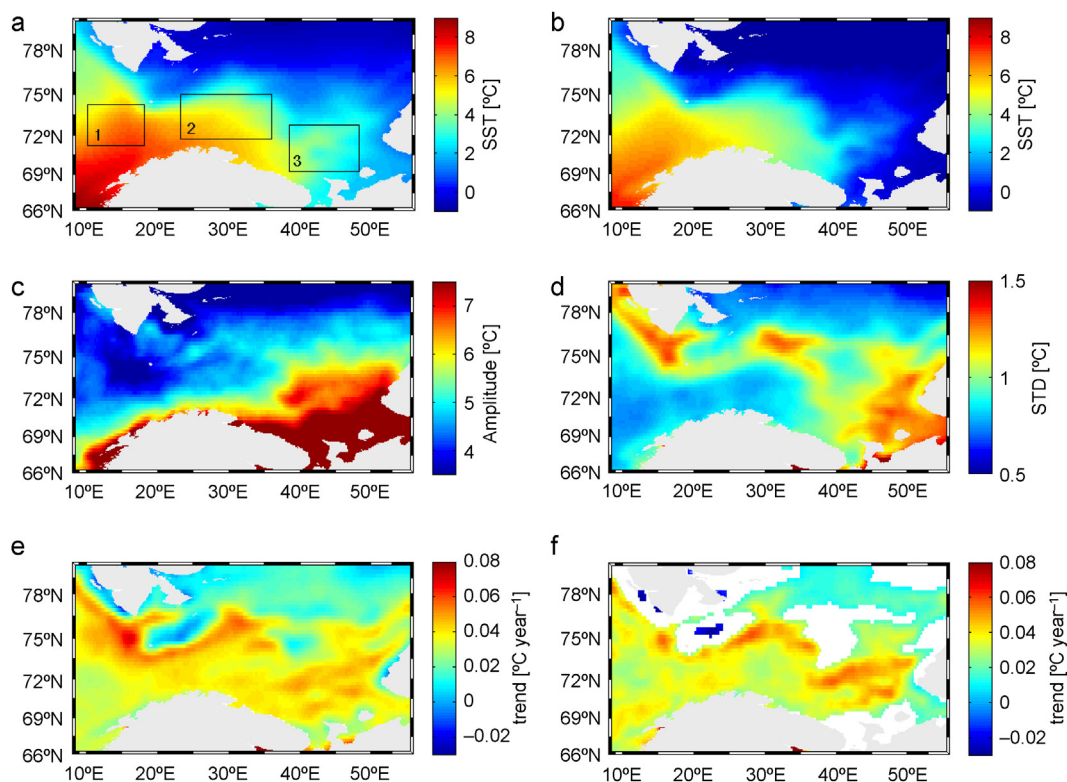 a
78ºN
75ºN
72ºN
69ºN
66ºN
10ºE 20ºE 30ºE 40ºE 50ºE
1
2
3
8
6
4
2
0
SST [ºC]
b
78ºN
75ºN
72ºN
69ºN
66ºN
10ºE 20ºE 30ºE 40ºE 50ºE
8
6
4
2
0
SST [ºC]
c
78ºN
75ºN
72ºN
69ºN
66ºN
10ºE 20ºE 30ºE 40ºE 50ºE
7
6
5
4
Amplitude [ºC]
d
78ºN
75ºN
72ºN
69ºN
66ºN
10ºE 20ºE 30ºE 40ºE 50ºE
1.5
1
0.5
STD [ºC]
e
78ºN
75ºN
72ºN
69ºN
66ºN
10ºE 20ºE 30ºE 40ºE 50ºE
0.08
0.06
0.04
0.02
0
–0.02
trend [ºC year–1]
f
78ºN
75ºN
72ºN
69ºN
66ºN
10ºE 20ºE 30ºE 40ºE 50ºE
0.08
0.06
0.04
0.02
0
–0.02
trend [ºC year–1]